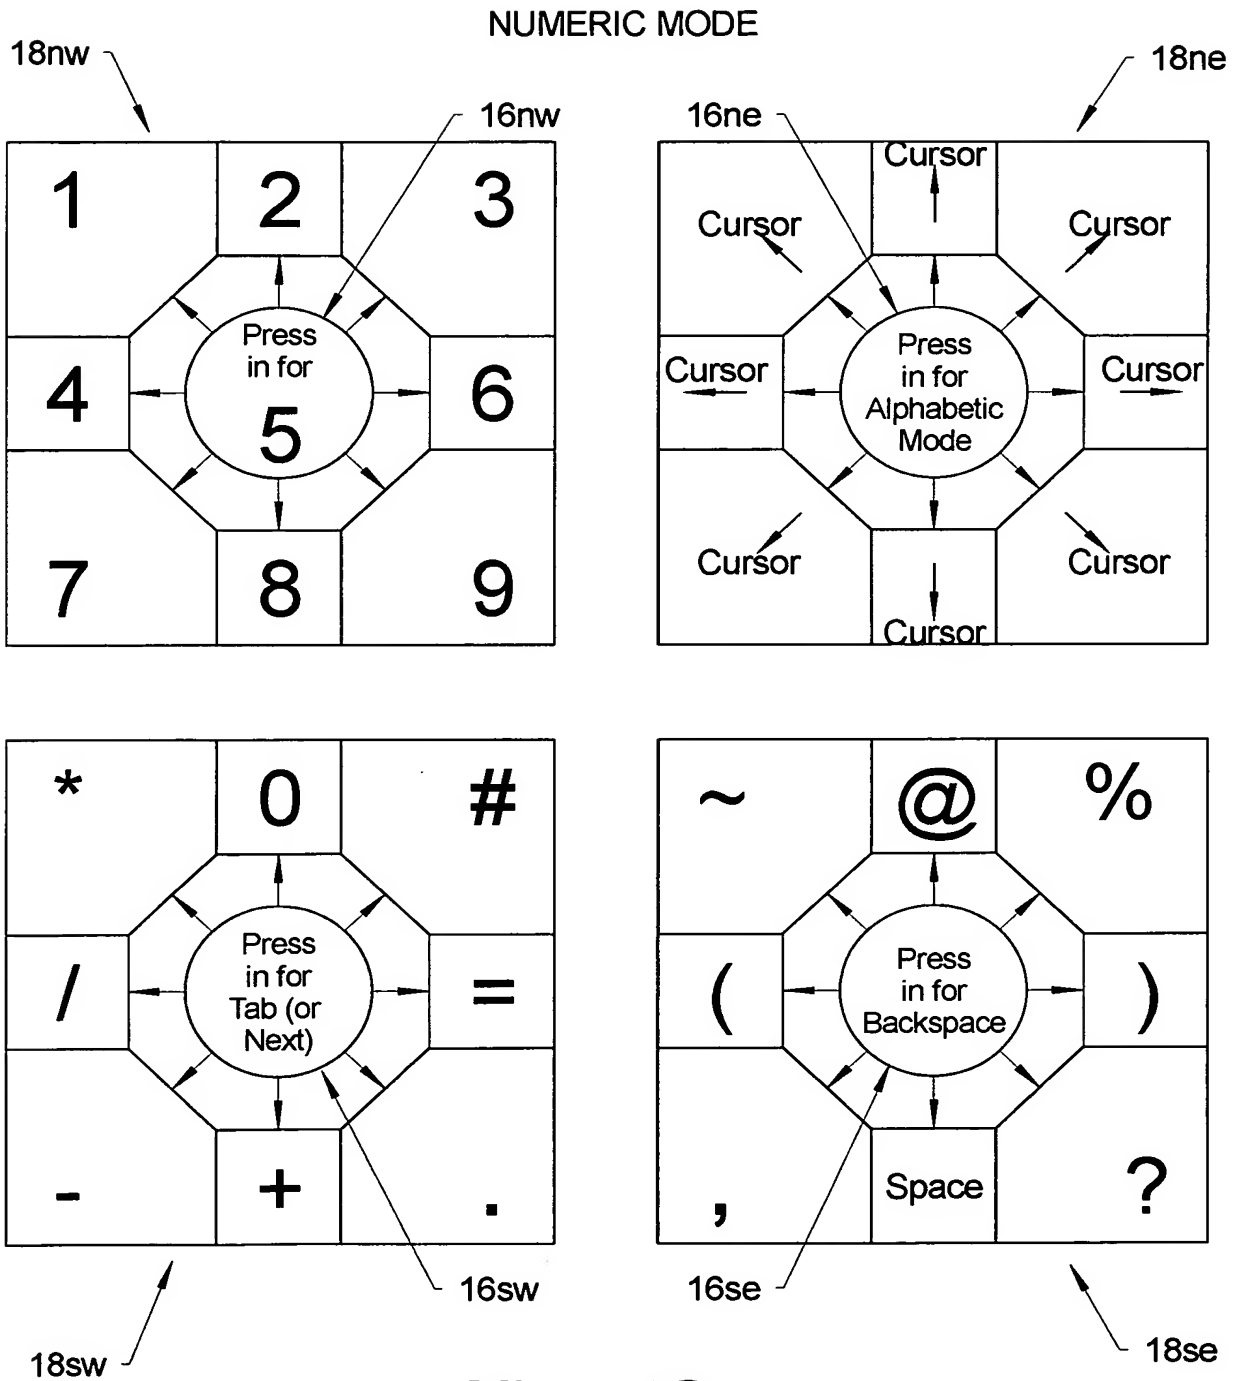 NUMERIC MODE
18nw
18ne
16nw
16ne
1 2 3
Press
in for
5
4
6
7 8 9
Cursor
Cursor
Cursor
Cursor
Press
in for
Alphabetic
Mode
Cursor
Cursor
Cursor
Cursor
* 0 #
Press
in for
Tab (or
Next)
/
=
- + .
~ @ %
Press
in for
Backspace
(
)
, Space ?
16sw
16se
18sw
18se